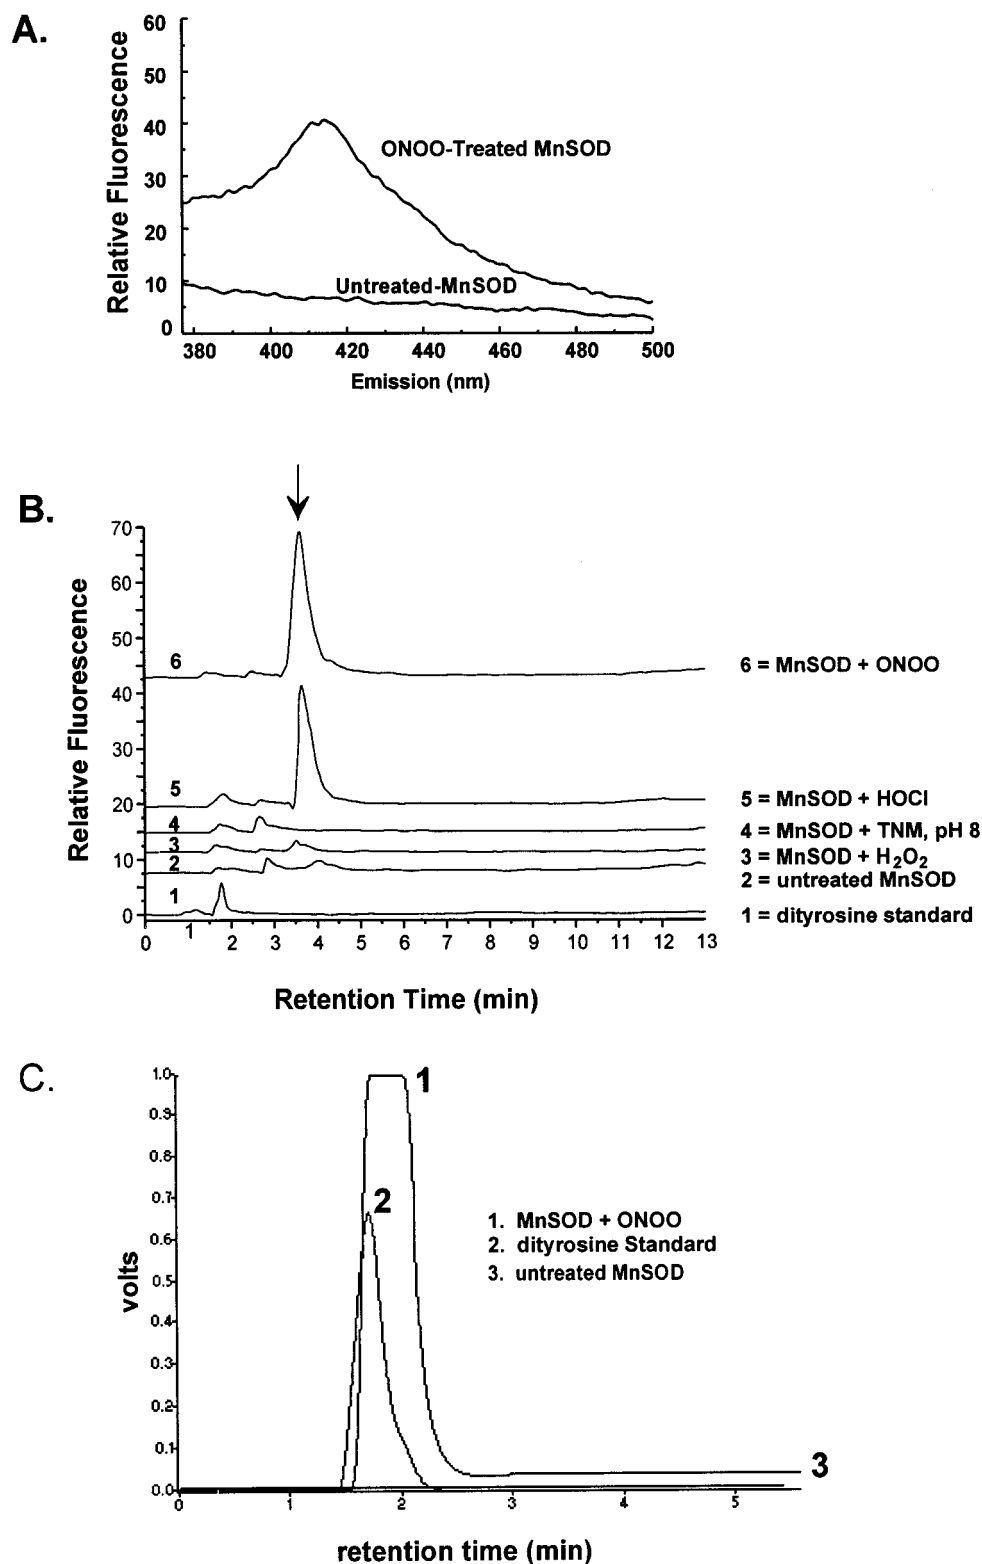 A.
Relative Fluorescence
60
50
40
30
20
10
0
ONOO-Treated MnSOD
Untreated-MnSOD
380 400 420 440 460 480 500
Emission (nm)
B.
Relative Fluorescence
70
60
50
40
30
20
10
0
6
5
4
3
2
1
6 = MnSOD + ONOO
5 = MnSOD + HOCl
4 = MnSOD + TNM, pH 8
3 = MnSOD + H₂O₂
2 = untreated MnSOD
1 = dityrosine standard
0 1 2 3 4 5 6 7 8 9 10 11 12 13
Retention Time (min)
C.
volts
1.0
0.9
0.8
0.7
0.6
0.5
0.4
0.3
0.2
0.1
0.0
1
2
3
1. MnSOD + ONOO
2. dityrosine Standard
3. untreated MnSOD
0 1 2 3 4 5
retention time (min)